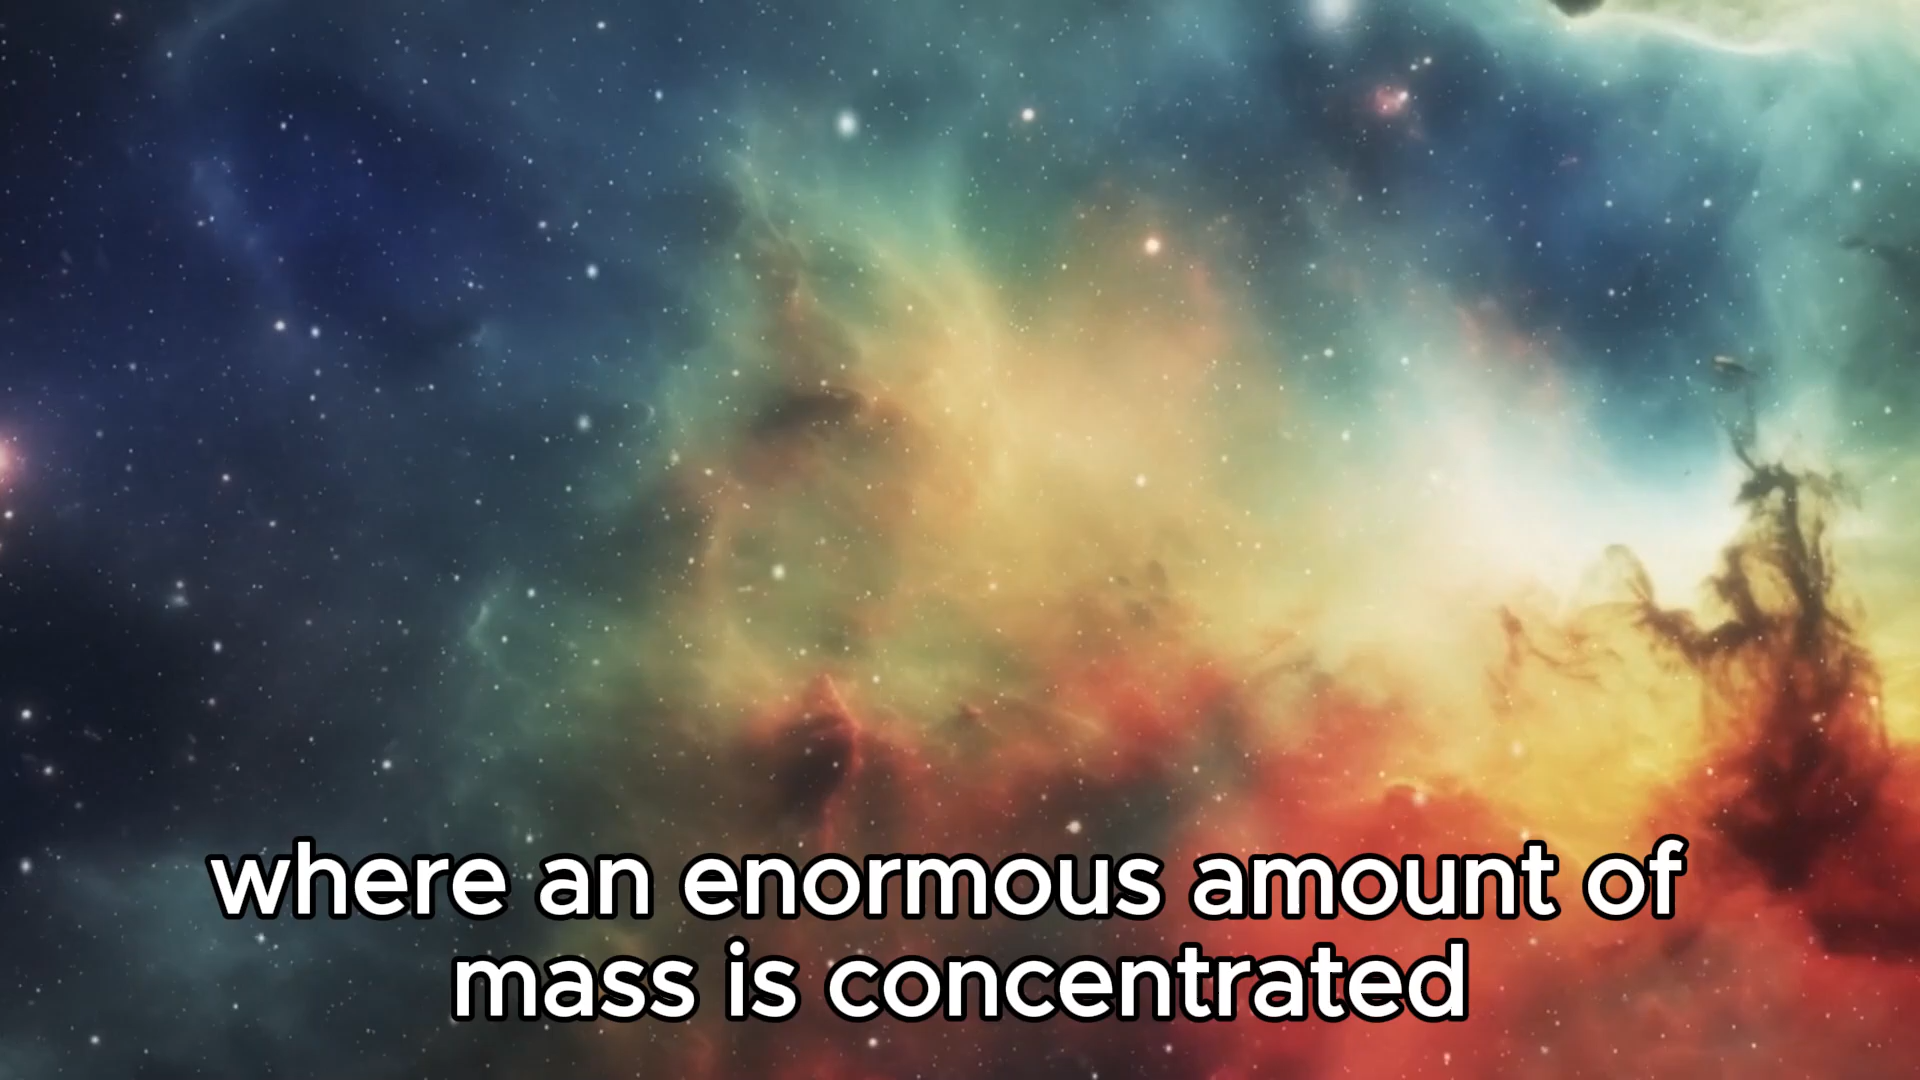 where an enormous amount of
mass is concentrated